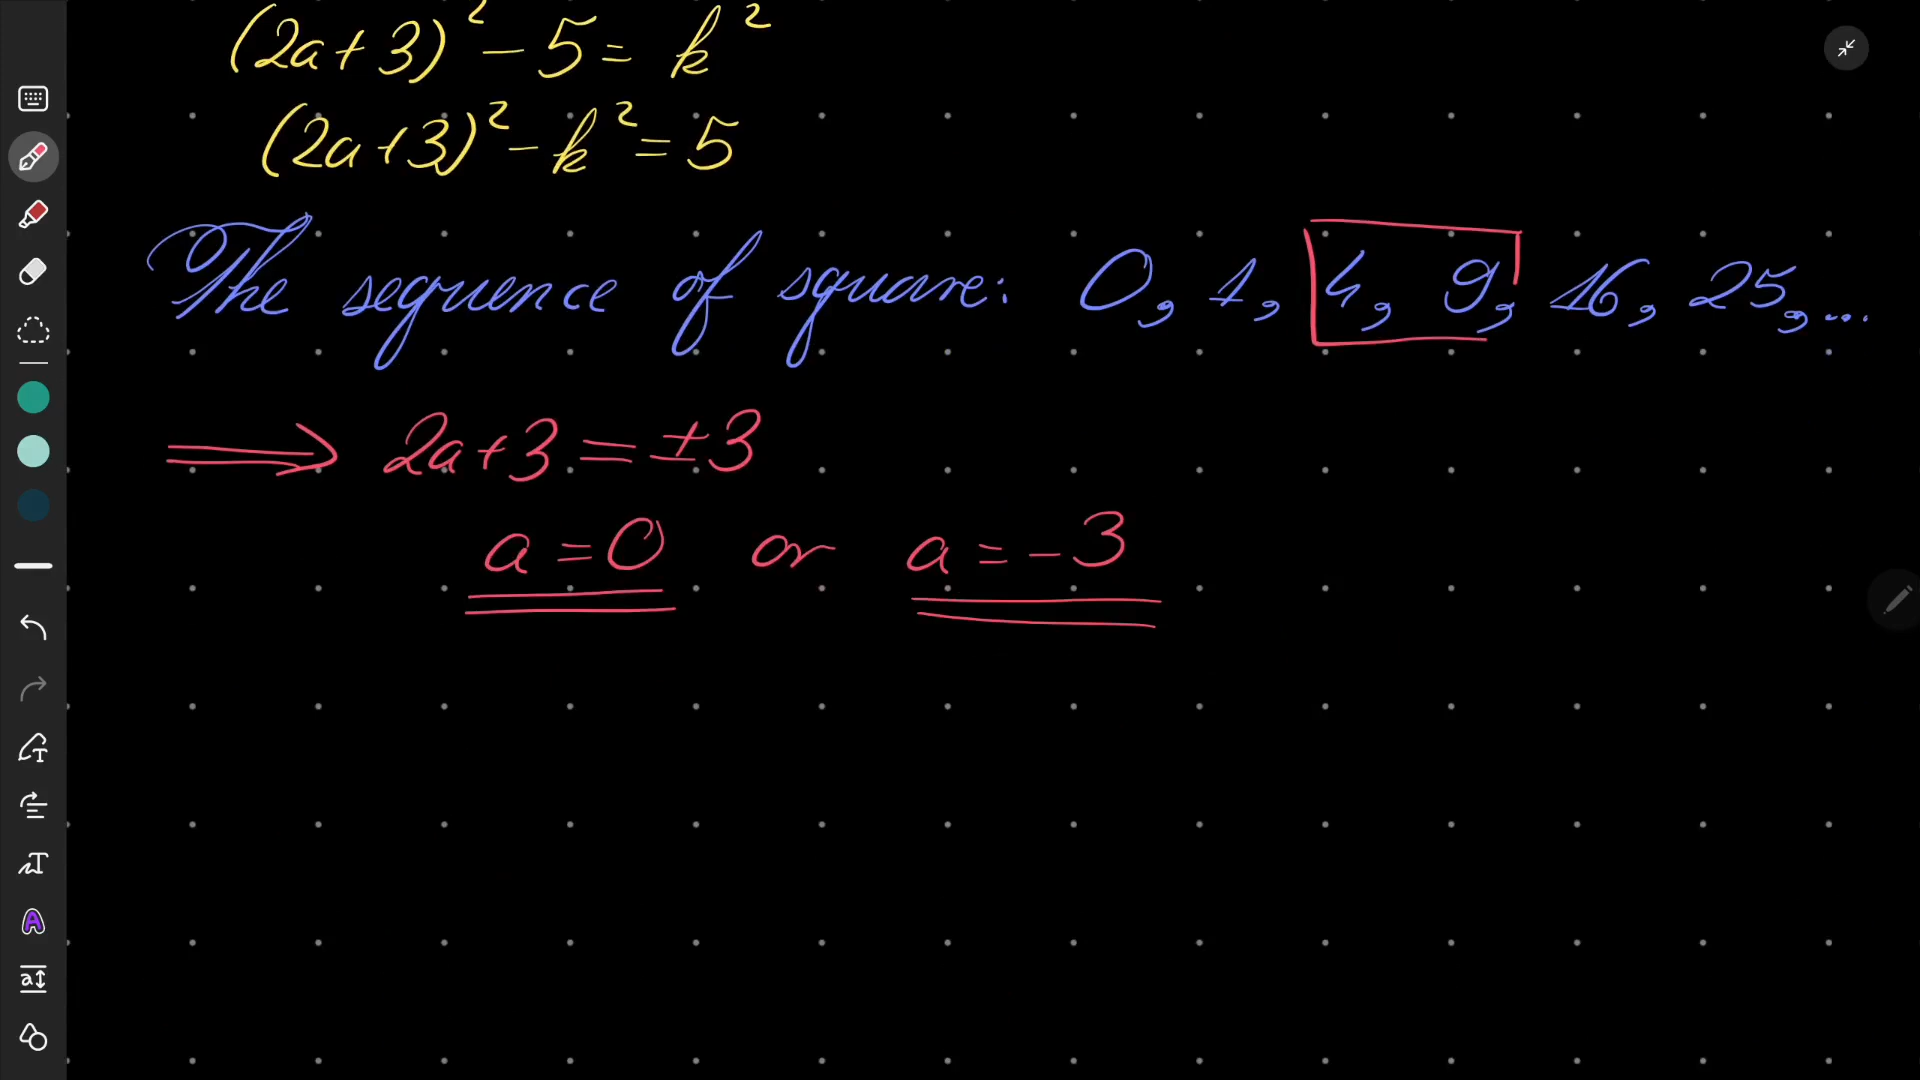 (2a+3)² - 5 = k²
(2a+3)² - k² = 5
The sequence of square: 0, 1, 4, 9, 16, 25, ...
⟹ 2a+3 = ±3
a = 0 or a = -3